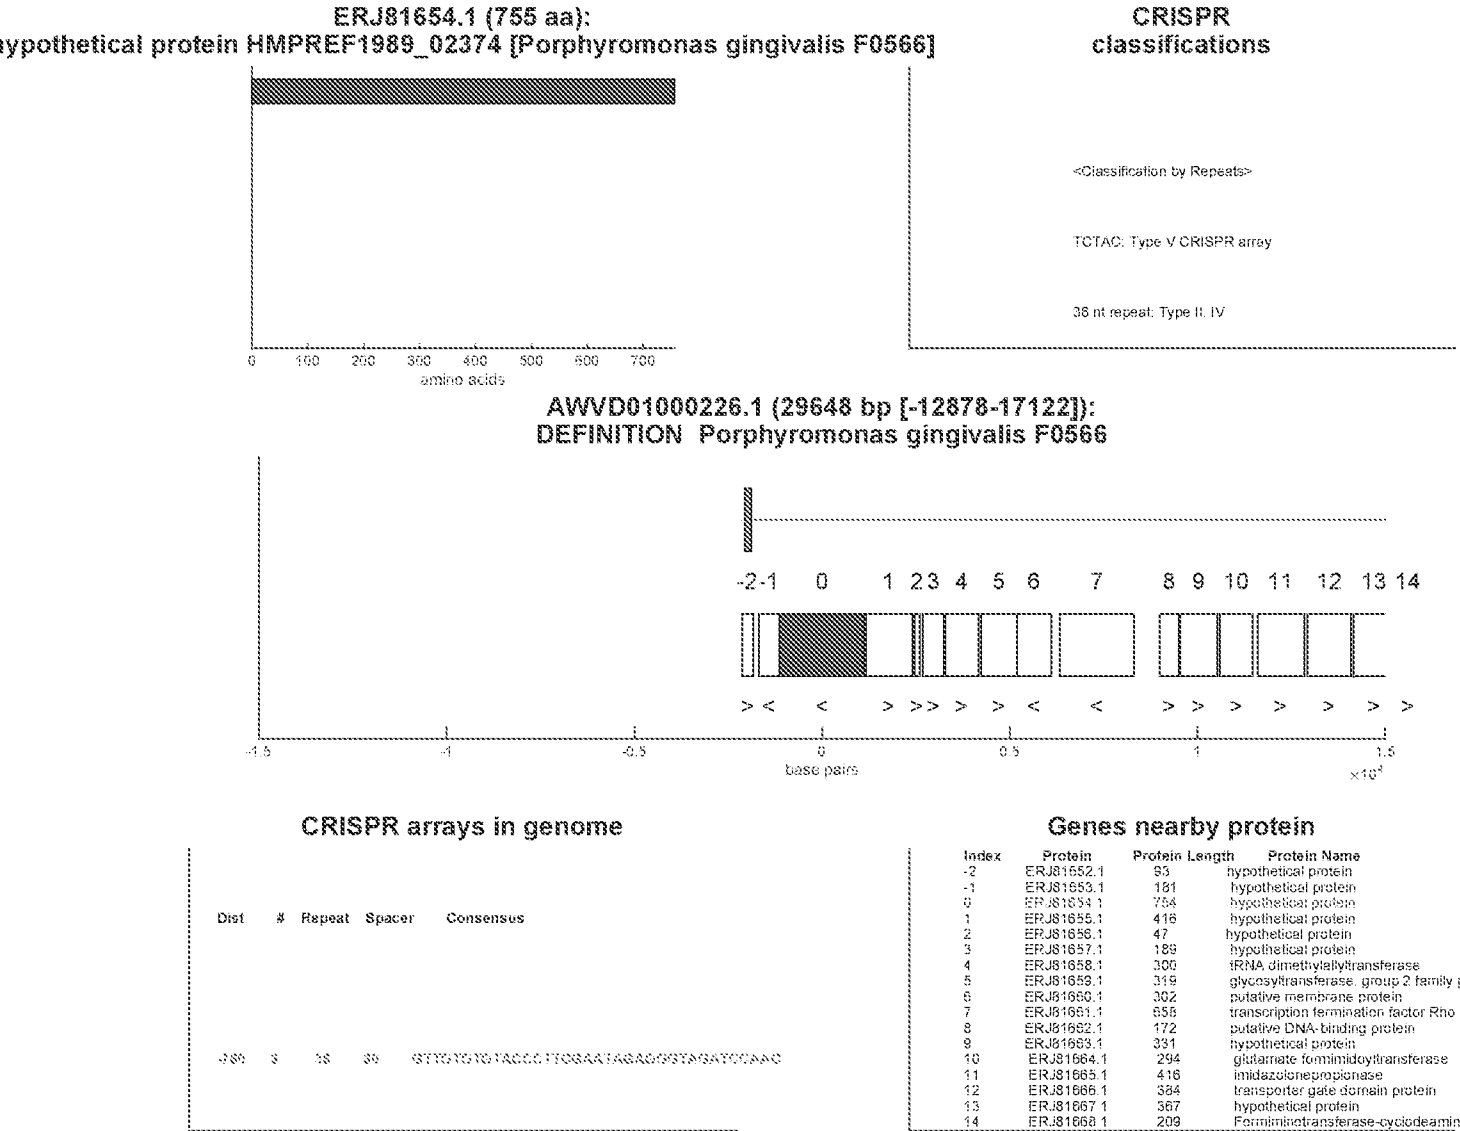 ERJ81654.1 (755 aa):
hypothetical protein HMPREF1989_02374 [Porphyromonas gingivalis F0566]
CRISPR
classifications
<Classification by Repeats>
TCTAC: Type V CRISPR array
36 nt repeat: Type II, IV
0 100 200 300 400 500 600 700
amino acids
AWVD01000226.1 (29648 bp [-12878-17122]):
DEFINITION Porphyromonas gingivalis F0566
-2 -1 0 1 2 3 4 5 6 7 8 9 10 11 12 13 14
> < < > > > > > < < > > > > > > >
-1.5 -1 -0.5 0 0.5 1 1.5
base pairs
×10⁴
CRISPR arrays in genome
Dist # Repeat Spacer Consensus
Genes nearby protein
Index Protein Protein Length Protein Name
-2 ERJ81652.1 93 hypothetical protein
-1 ERJ81653.1 181 hypothetical protein
0 ERJ81654.1 754 hypothetical protein
1 ERJ81655.1 416 hypothetical protein
2 ERJ81656.1 47 hypothetical protein
3 ERJ81657.1 189 hypothetical protein
4 ERJ81658.1 300 tRNA dimethylallyltransferase
5 ERJ81659.1 319 glycosyltransferase, group 2 family
6 ERJ81660.1 302 putative membrane protein
7 ERJ81661.1 658 transcription termination factor Rho
8 ERJ81662.1 172 putative DNA-binding protein
9 ERJ81663.1 331 hypothetical protein
10 ERJ81664.1 294 glutamate formimidoyltransferase
11 ERJ81665.1 416 imidazolonepropionase
12 ERJ81666.1 384 transporter gate domain protein
13 ERJ81667.1 367 hypothetical protein
14 ERJ81668.1 209 Formiminotransferase-cyclodeamin